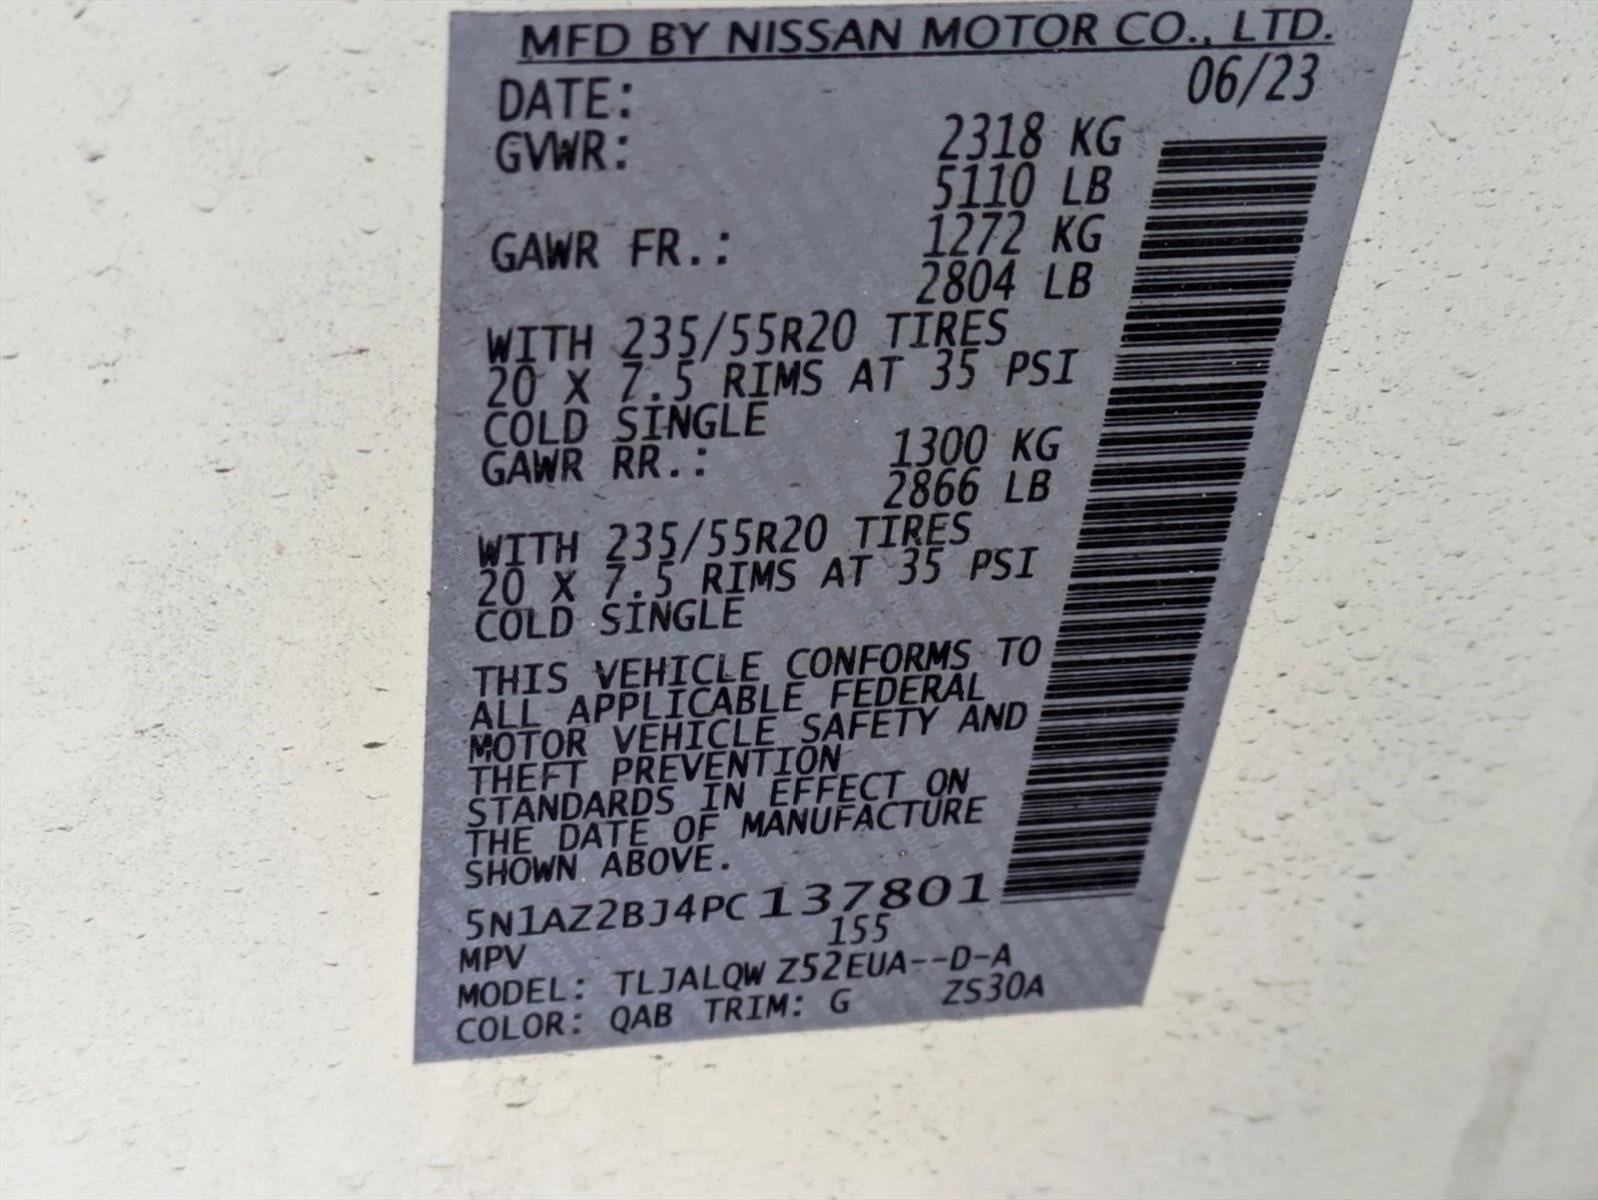 MFD BY NISSAN MOTOR CO., LTD.
DATE: 06/23
GVWR: 2318 KG
5110 LB
GAWR FR.: 1272 KG
2804 LB
WITH 235/55R20 TIRES
20 X 7.5 RIMS AT 35 PSI
COLD SINGLE
GAWR RR.: 1300 KG
2866 LB
WITH 235/55R20 TIRES
20 X 7.5 RIMS AT 35 PSI
COLD SINGLE
THIS VEHICLE CONFORMS TO
ALL APPLICABLE FEDERAL
MOTOR VEHICLE SAFETY AND
THEFT PREVENTION
STANDARDS IN EFFECT ON
THE DATE OF MANUFACTURE
SHOWN ABOVE.
5N1AZ2BJ4PC137801
MPV 155
MODEL: TLJALQW Z52EUA--D-A
COLOR: QAB TRIM: G ZS30A